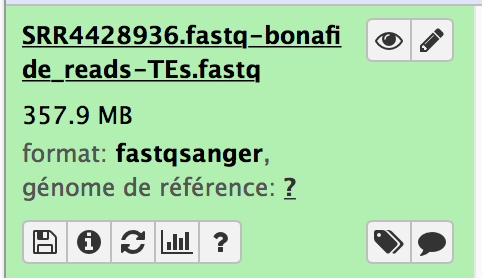 SRR4428936.fastq-bonafi
de_reads-TEs.fastq
357.9 MB
format: fastqsanger,
génome de référence: ?
?